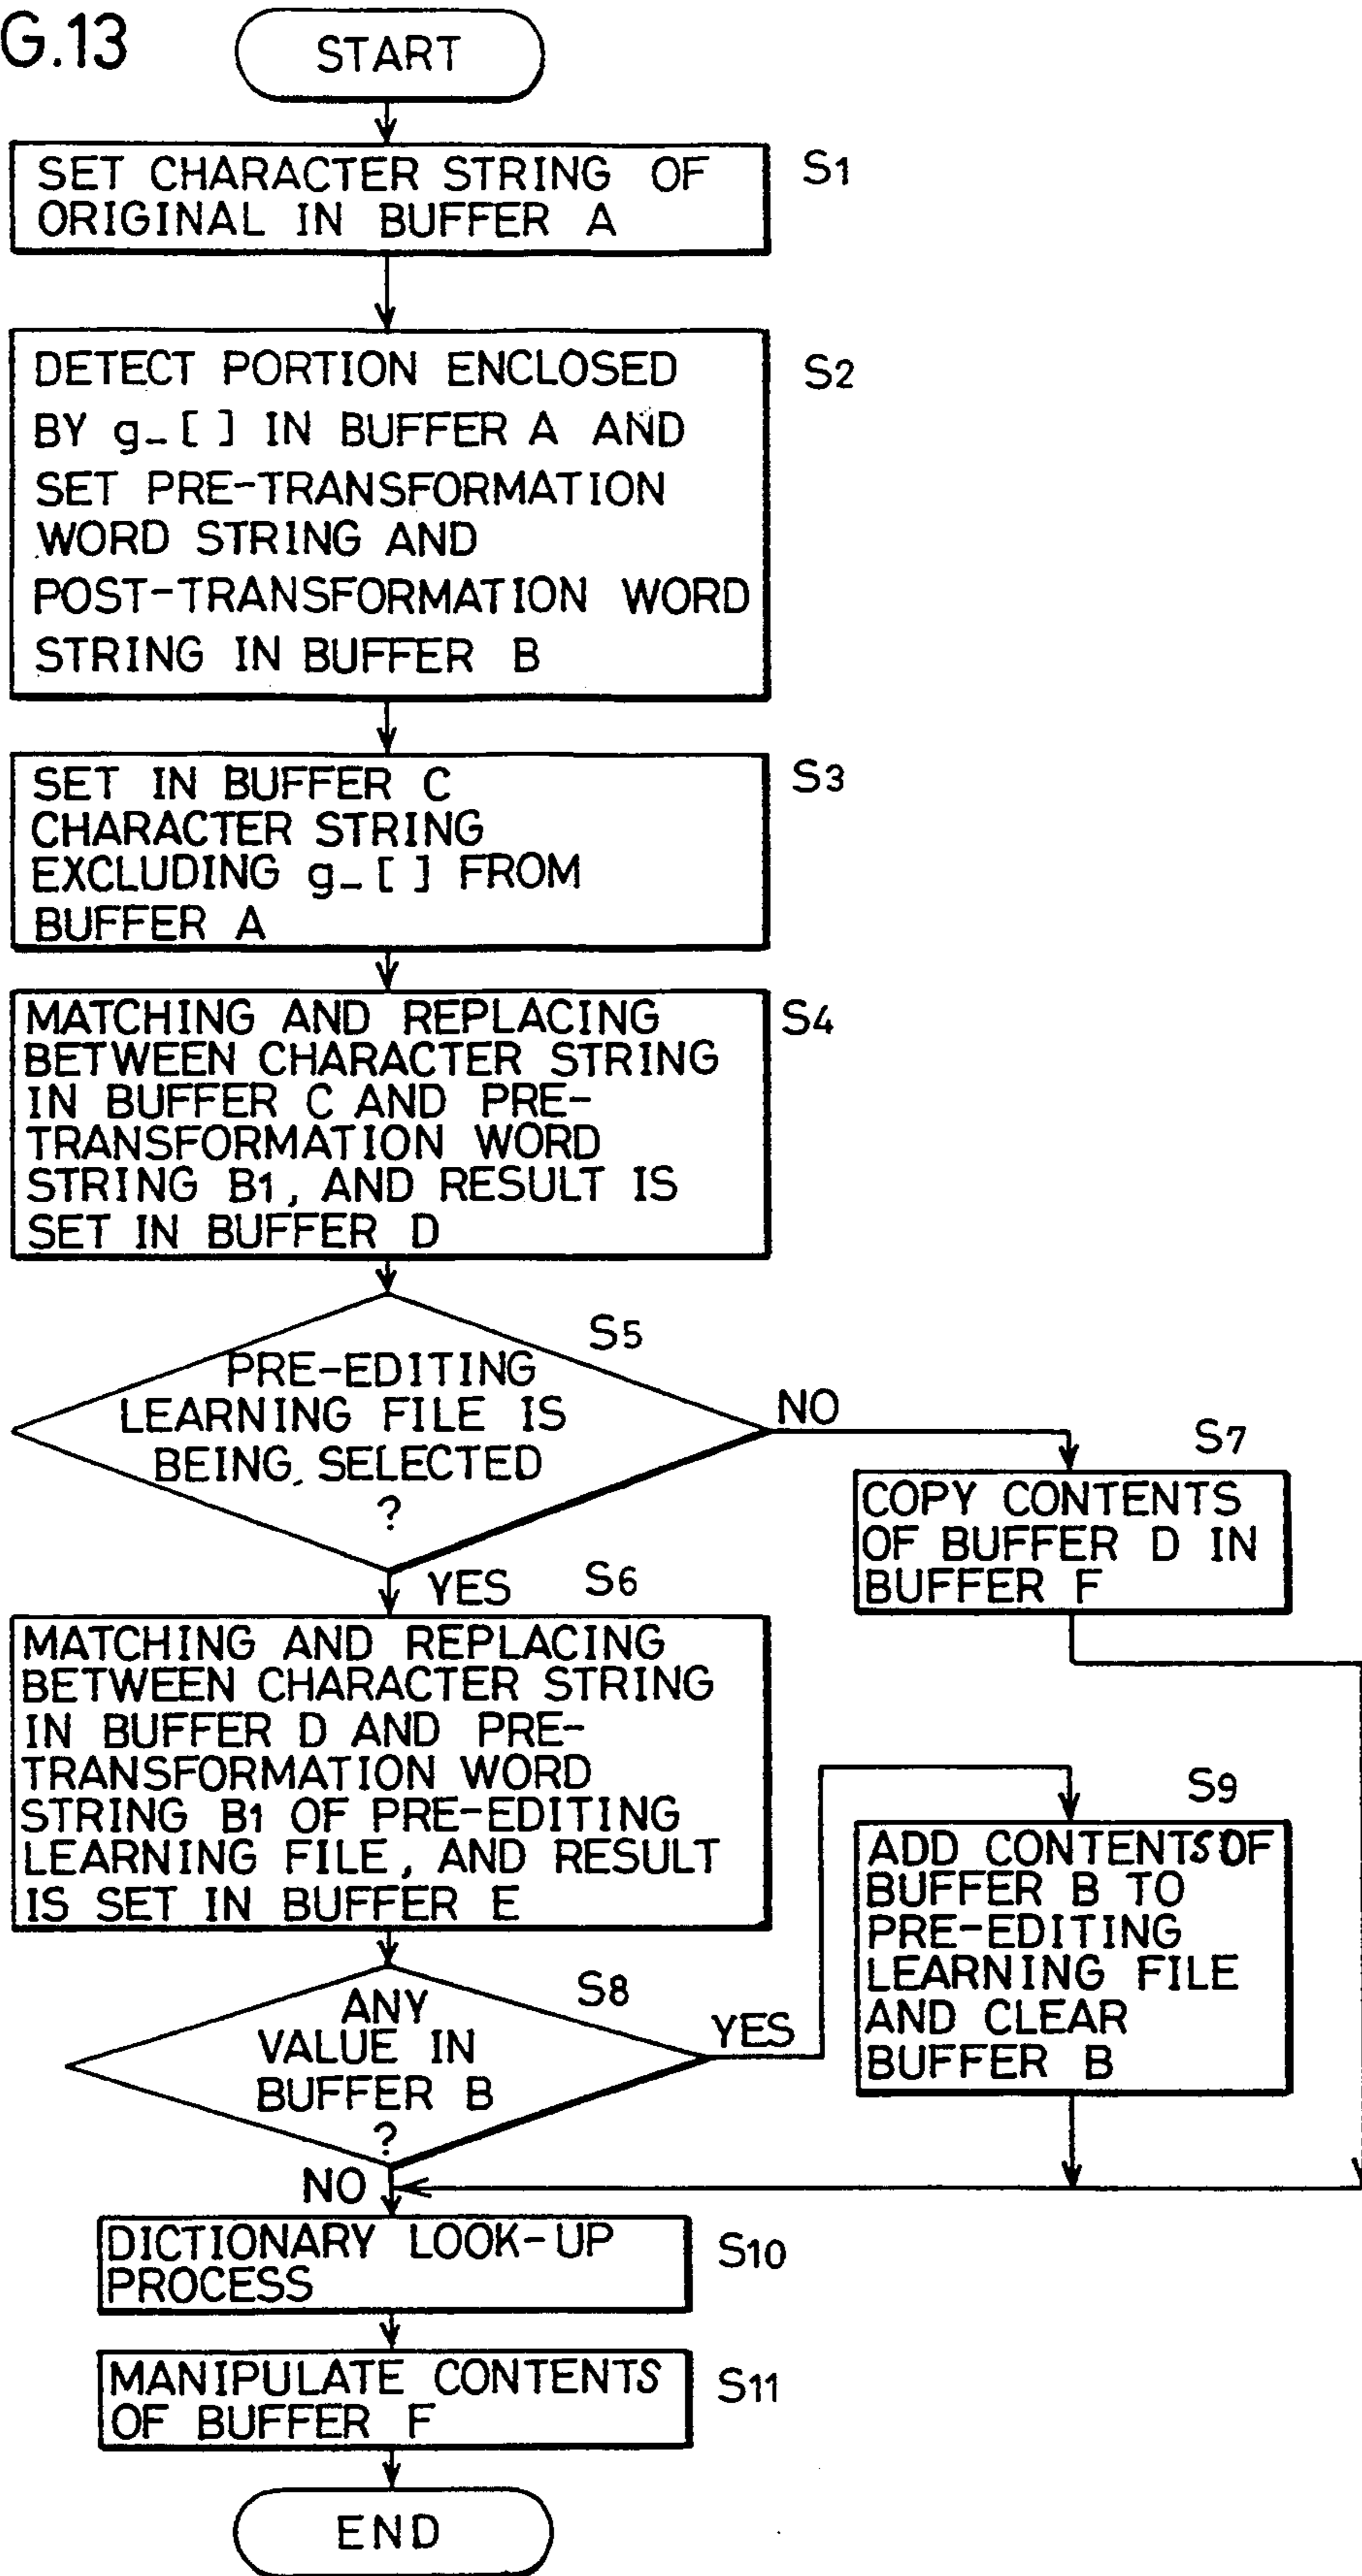 G.13
START
SET CHARACTER STRING OF
ORIGINAL IN BUFFER A
S1
DETECT PORTION ENCLOSED
BY g-[ ] IN BUFFER A AND
SET PRE-TRANSFORMATION
WORD STRING AND
POST-TRANSFORMATION WORD
STRING IN BUFFER B
S2
SET IN BUFFER C
CHARACTER STRING
EXCLUDING g-[ ] FROM
BUFFER A
S3
MATCHING AND REPLACING
BETWEEN CHARACTER STRING
IN BUFFER C AND PRE-
TRANSFORMATION WORD
STRING B1, AND RESULT IS
SET IN BUFFER D
S4
S5
PRE-EDITING
LEARNING FILE IS
BEING SELECTED
?
NO
S7
COPY CONTENTS
OF BUFFER D IN
BUFFER F
YES
S6
MATCHING AND REPLACING
BETWEEN CHARACTER STRING
IN BUFFER D AND PRE-
TRANSFORMATION WORD
STRING B1 OF PRE-EDITING
LEARNING FILE, AND RESULT
IS SET IN BUFFER E
S8
ANY
VALUE IN
BUFFER B
?
YES
S9
ADD CONTENTS OF
BUFFER B TO
PRE-EDITING
LEARNING FILE
AND CLEAR
BUFFER B
NO
DICTIONARY LOOK-UP
PROCESS
S10
MANIPULATE CONTENTS
OF BUFFER F
S11
END